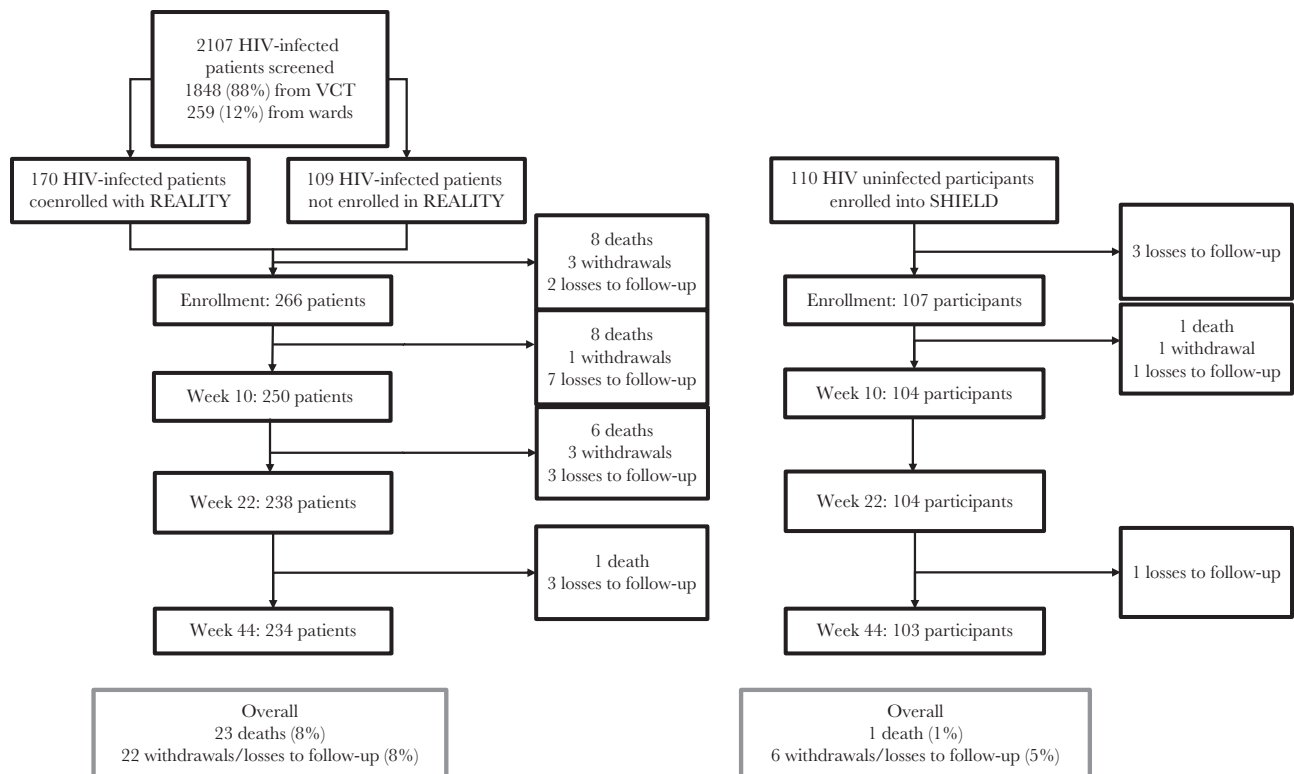 2107 HIV-infected
patients screened
1848 (88%) from VCT
259 (12%) from wards
170 HIV-infected patients
coenrolled with REALITY
109 HIV-infected patients
not enrolled in REALITY
8 deaths
3 withdrawals
2 losses to follow-up
Enrollment: 266 patients
8 deaths
1 withdrawals
7 losses to follow-up
Week 10: 250 patients
6 deaths
3 withdrawals
3 losses to follow-up
Week 22: 238 patients
1 death
3 losses to follow-up
Week 44: 234 patients
Overall
23 deaths (8%)
22 withdrawals/losses to follow-up (8%)
110 HIV uninfected participants
enrolled into SHIELD
3 losses to follow-up
Enrollment: 107 participants
1 death
1 withdrawal
1 losses to follow-up
Week 10: 104 participants
Week 22: 104 participants
1 losses to follow-up
Week 44: 103 participants
Overall
1 death (1%)
6 withdrawals/losses to follow-up (5%)